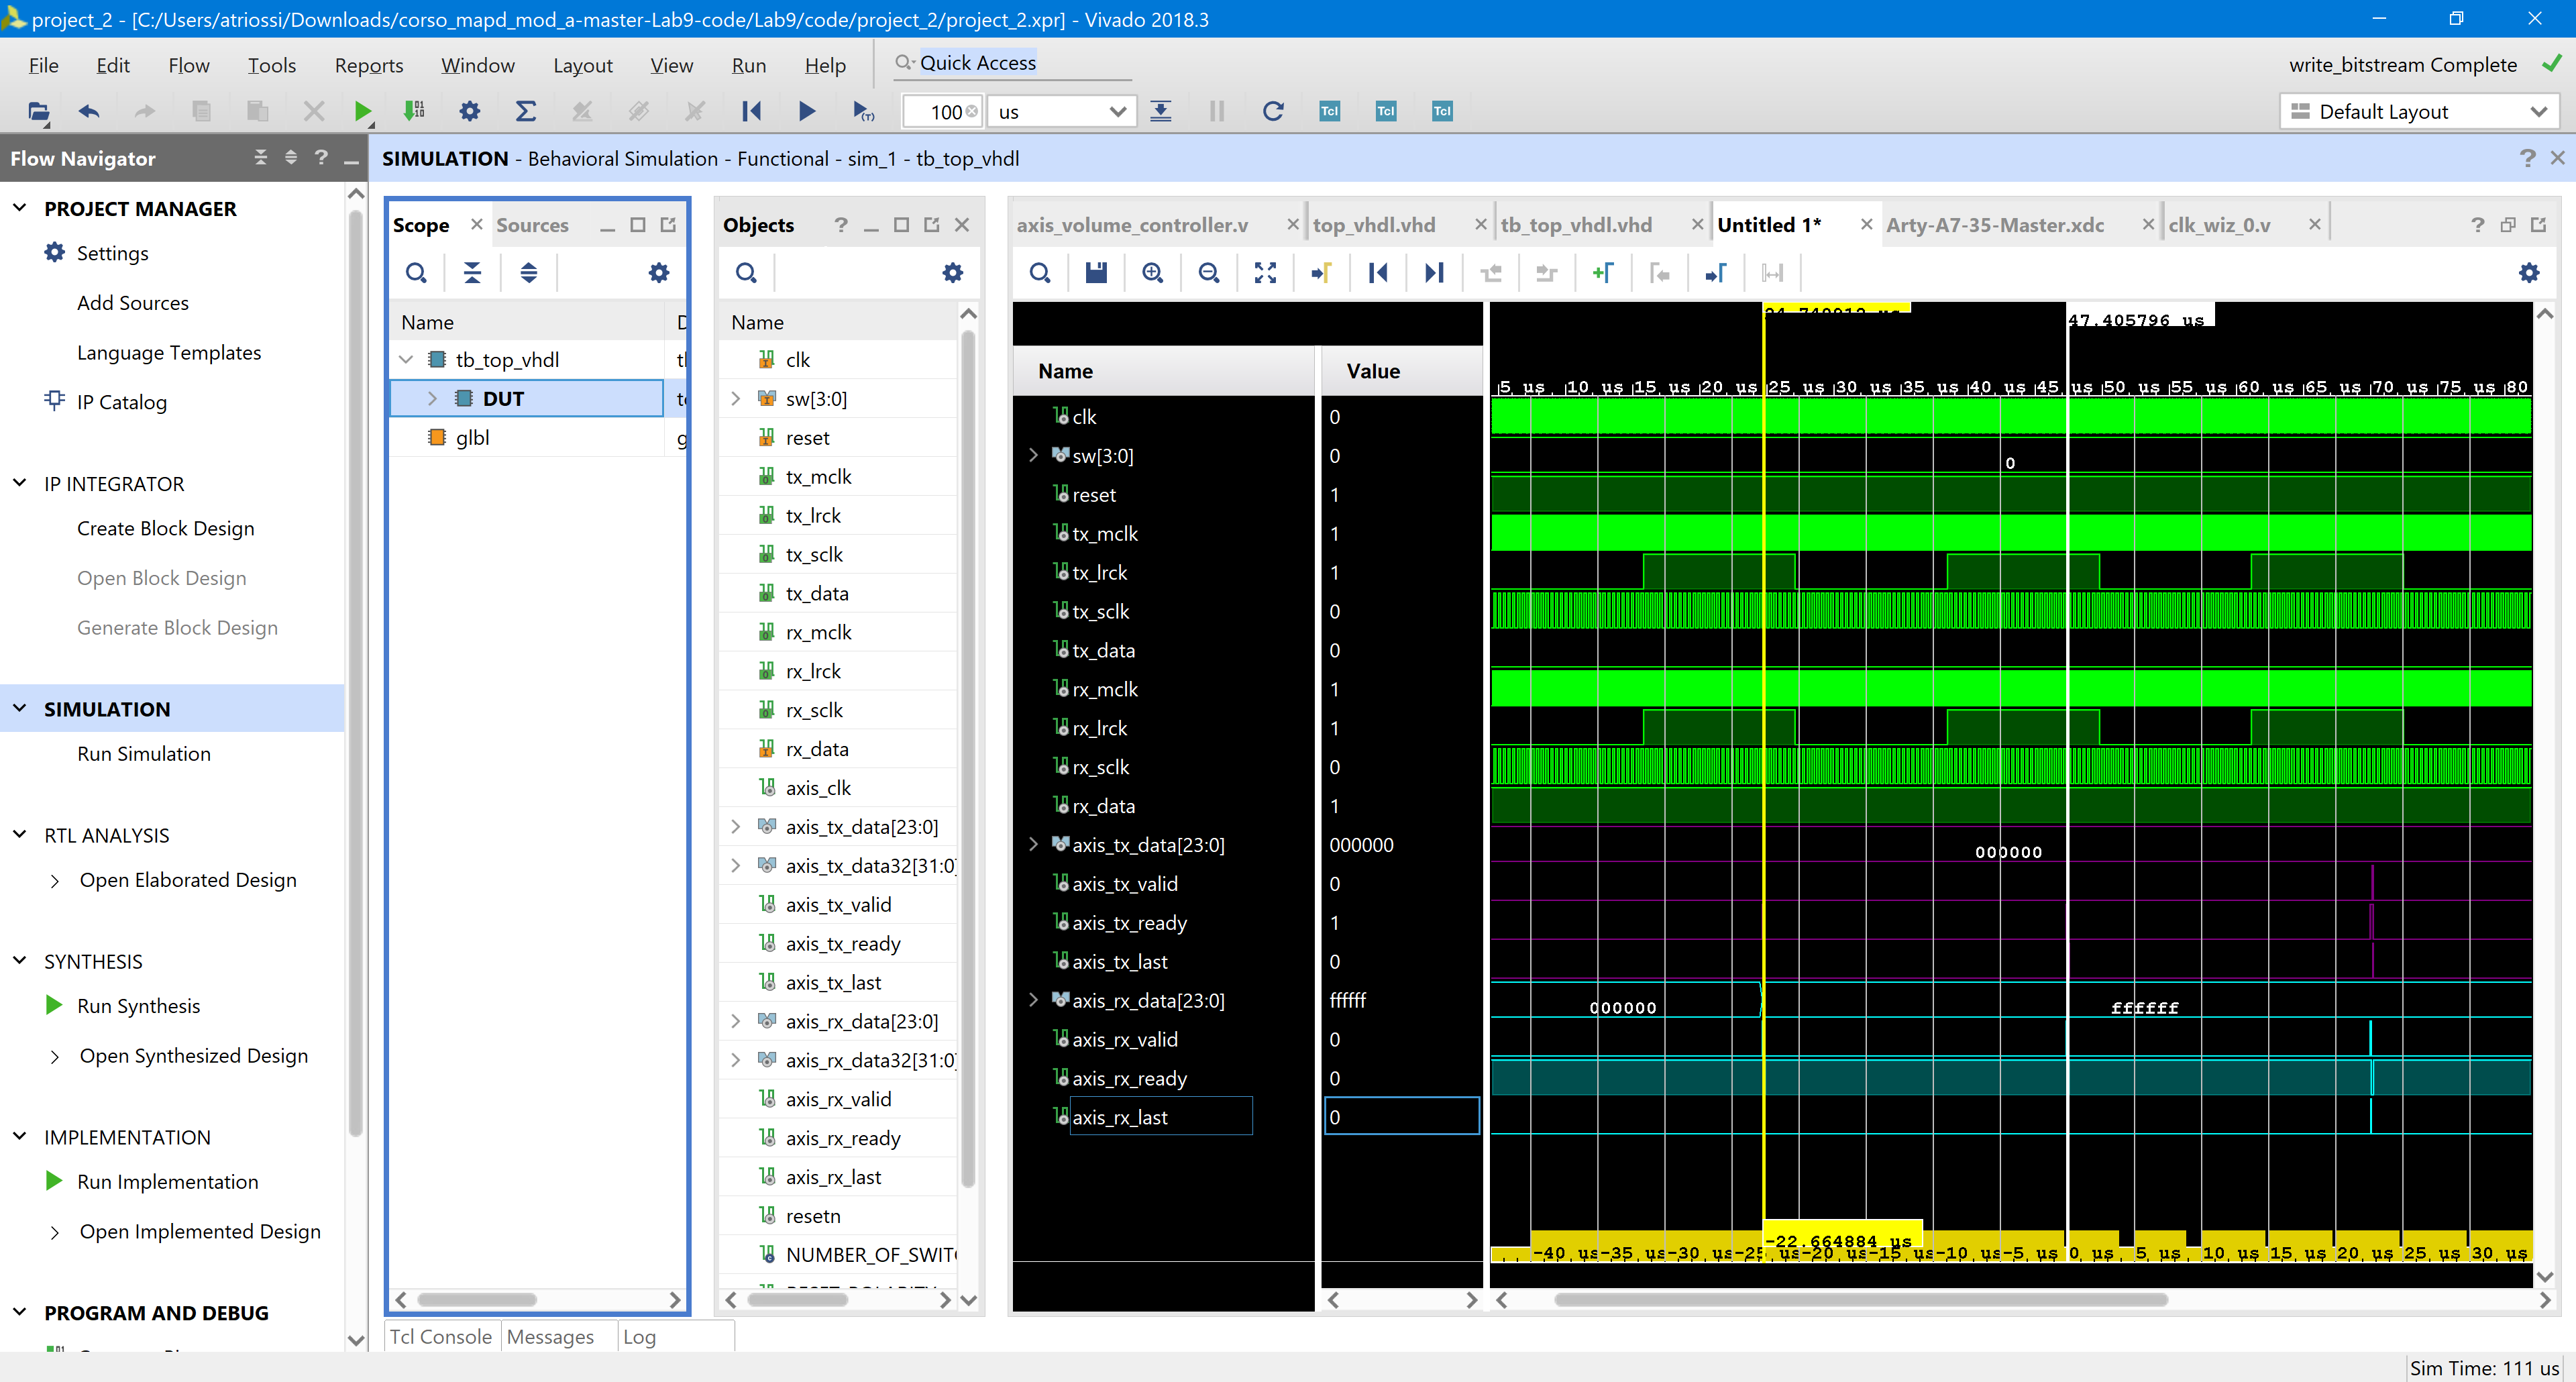 project_2 - [C:/Users/atriossi/Downloads/corso_mapd_mod_a-master-Lab9-code/Lab9/code/project_2/project_2.xpr] - Vivado 2018.3
File Edit Flow Tools Reports Window Layout View Run Help Quick Access write_bitstream Complete
100 us Tcl Tcl Tcl Default Layout
Flow Navigator
SIMULATION - Behavioral Simulation - Functional - sim_1 - tb_top_vhdl
PROJECT MANAGER
Settings
Add Sources
Language Templates
IP Catalog
IP INTEGRATOR
Create Block Design
Open Block Design
Generate Block Design
SIMULATION
Run Simulation
RTL ANALYSIS
Open Elaborated Design
SYNTHESIS
Run Synthesis
Open Synthesized Design
IMPLEMENTATION
Run Implementation
Open Implemented Design
PROGRAM AND DEBUG
Scope Sources
Name
tb_top_vhdl
DUT
glbl
Objects
Name
clk
sw[3:0]
reset
tx_mclk
tx_lrck
tx_sclk
tx_data
rx_mclk
rx_lrck
rx_sclk
rx_data
axis_clk
axis_tx_data[23:0]
axis_tx_data32[31:0]
axis_tx_valid
axis_tx_ready
axis_tx_last
axis_rx_data[23:0]
axis_rx_data32[31:0]
axis_rx_valid
axis_rx_ready
axis_rx_last
resetn
axis_volume_controller.v top_vhdl.vhd tb_top_vhdl.vhd Untitled 1* Arty-A7-35-Master.xdc clk_wiz_0.v
47.405796 us
Name Value
5 us 10 us 15 us 20 us 25 us 30 us 35 us 40 us 45 us 50 us 55 us 60 us 65 us 70 us 75 us 80
clk 0
sw[3:0] 0 0
reset 1
tx_mclk 1
tx_lrck 1
tx_sclk 0
tx_data 0
rx_mclk 1
rx_lrck 1
rx_sclk 0
rx_data 1
axis_tx_data[23:0] 000000 000000
axis_tx_valid 0
axis_tx_ready 1
axis_tx_last 0
axis_rx_data[23:0] ffffff 000000 ffffff
axis_rx_valid 0
axis_rx_ready 0
axis_rx_last 0
-22.664884 us
-40 us -35 us -30 us -25 us -20 us -15 us -10 us -5 us 0 us 5 us 10 us 15 us 20 us 25 us 30 us
Tcl Console Messages Log
Sim Time: 111 us